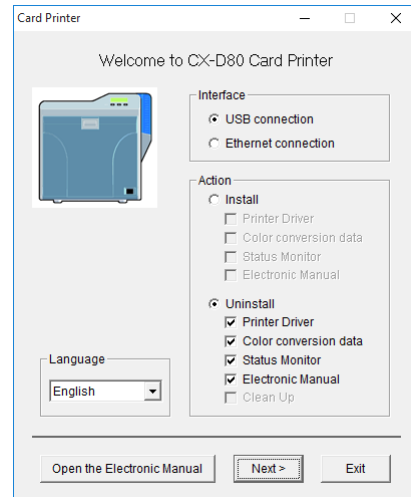 Card Printer
Welcome to CX-D80 Card Printer
Interface
USB connection
Ethernet connection
Action
Install
Printer Driver
Color conversion data
Status Monitor
Electronic Manual
Uninstall
Printer Driver
Color conversion data
Status Monitor
Electronic Manual
Clean Up
Language
English
Open the Electronic Manual
Next >
Exit